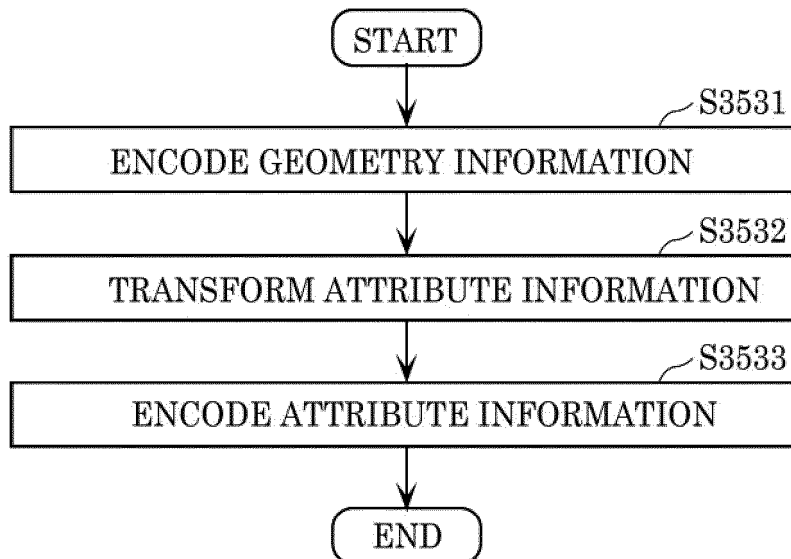 START
S3531
ENCODE GEOMETRY INFORMATION
S3532
TRANSFORM ATTRIBUTE INFORMATION
S3533
ENCODE ATTRIBUTE INFORMATION
END